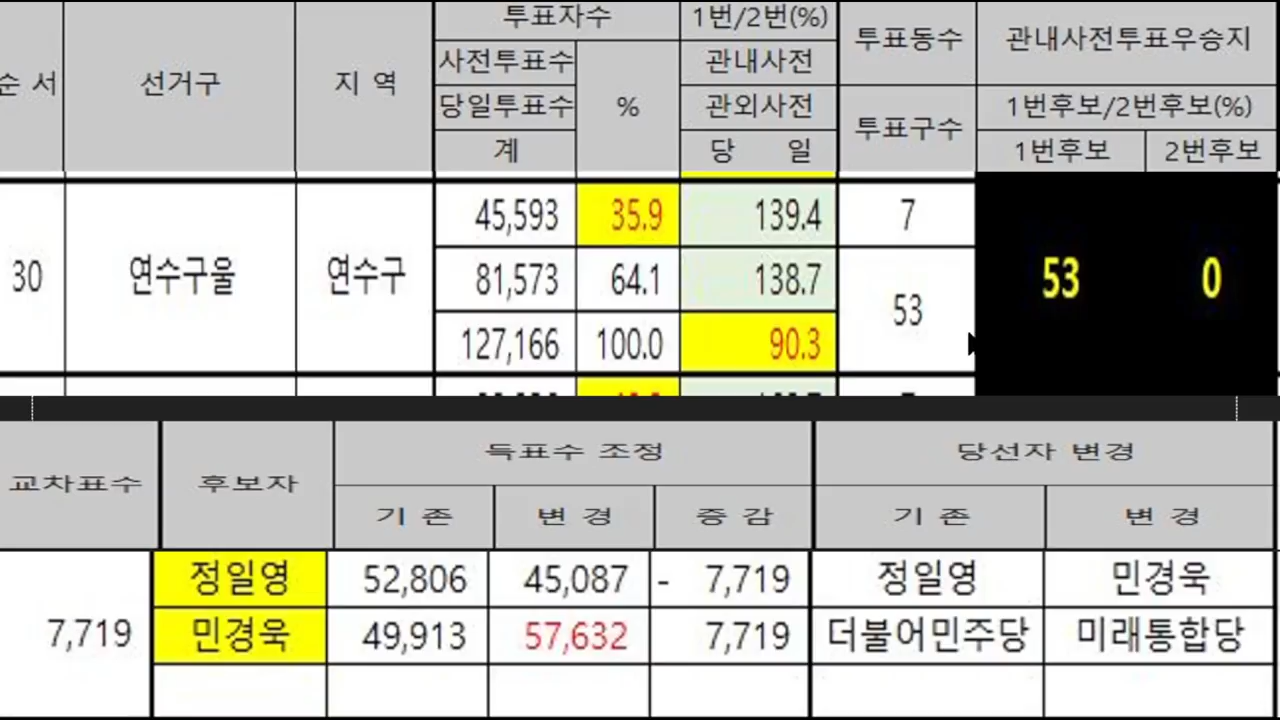 투표자수 1번/2번(%)
순 서 선거구 지 역 사전투표수 % 관내사전 투표동수 관내사전투표우승지
당일투표수 관외사전 투표구수 1번후보/2번후보(%)
계 당 일 1번후보 2번후보
45,593 35.9 139.4 7
30 연수구을 연수구 81,573 64.1 138.7 53 53 0
127,166 100.0 90.3
교차표수 후보자 득표수 조정 당선자 변경
기 존 변 경 증 감 기 존 변 경
정일영 52,806 45,087 - 7,719 정일영 민경욱
7,719 민경욱 49,913 57,632 7,719 더불어민주당 미래통합당